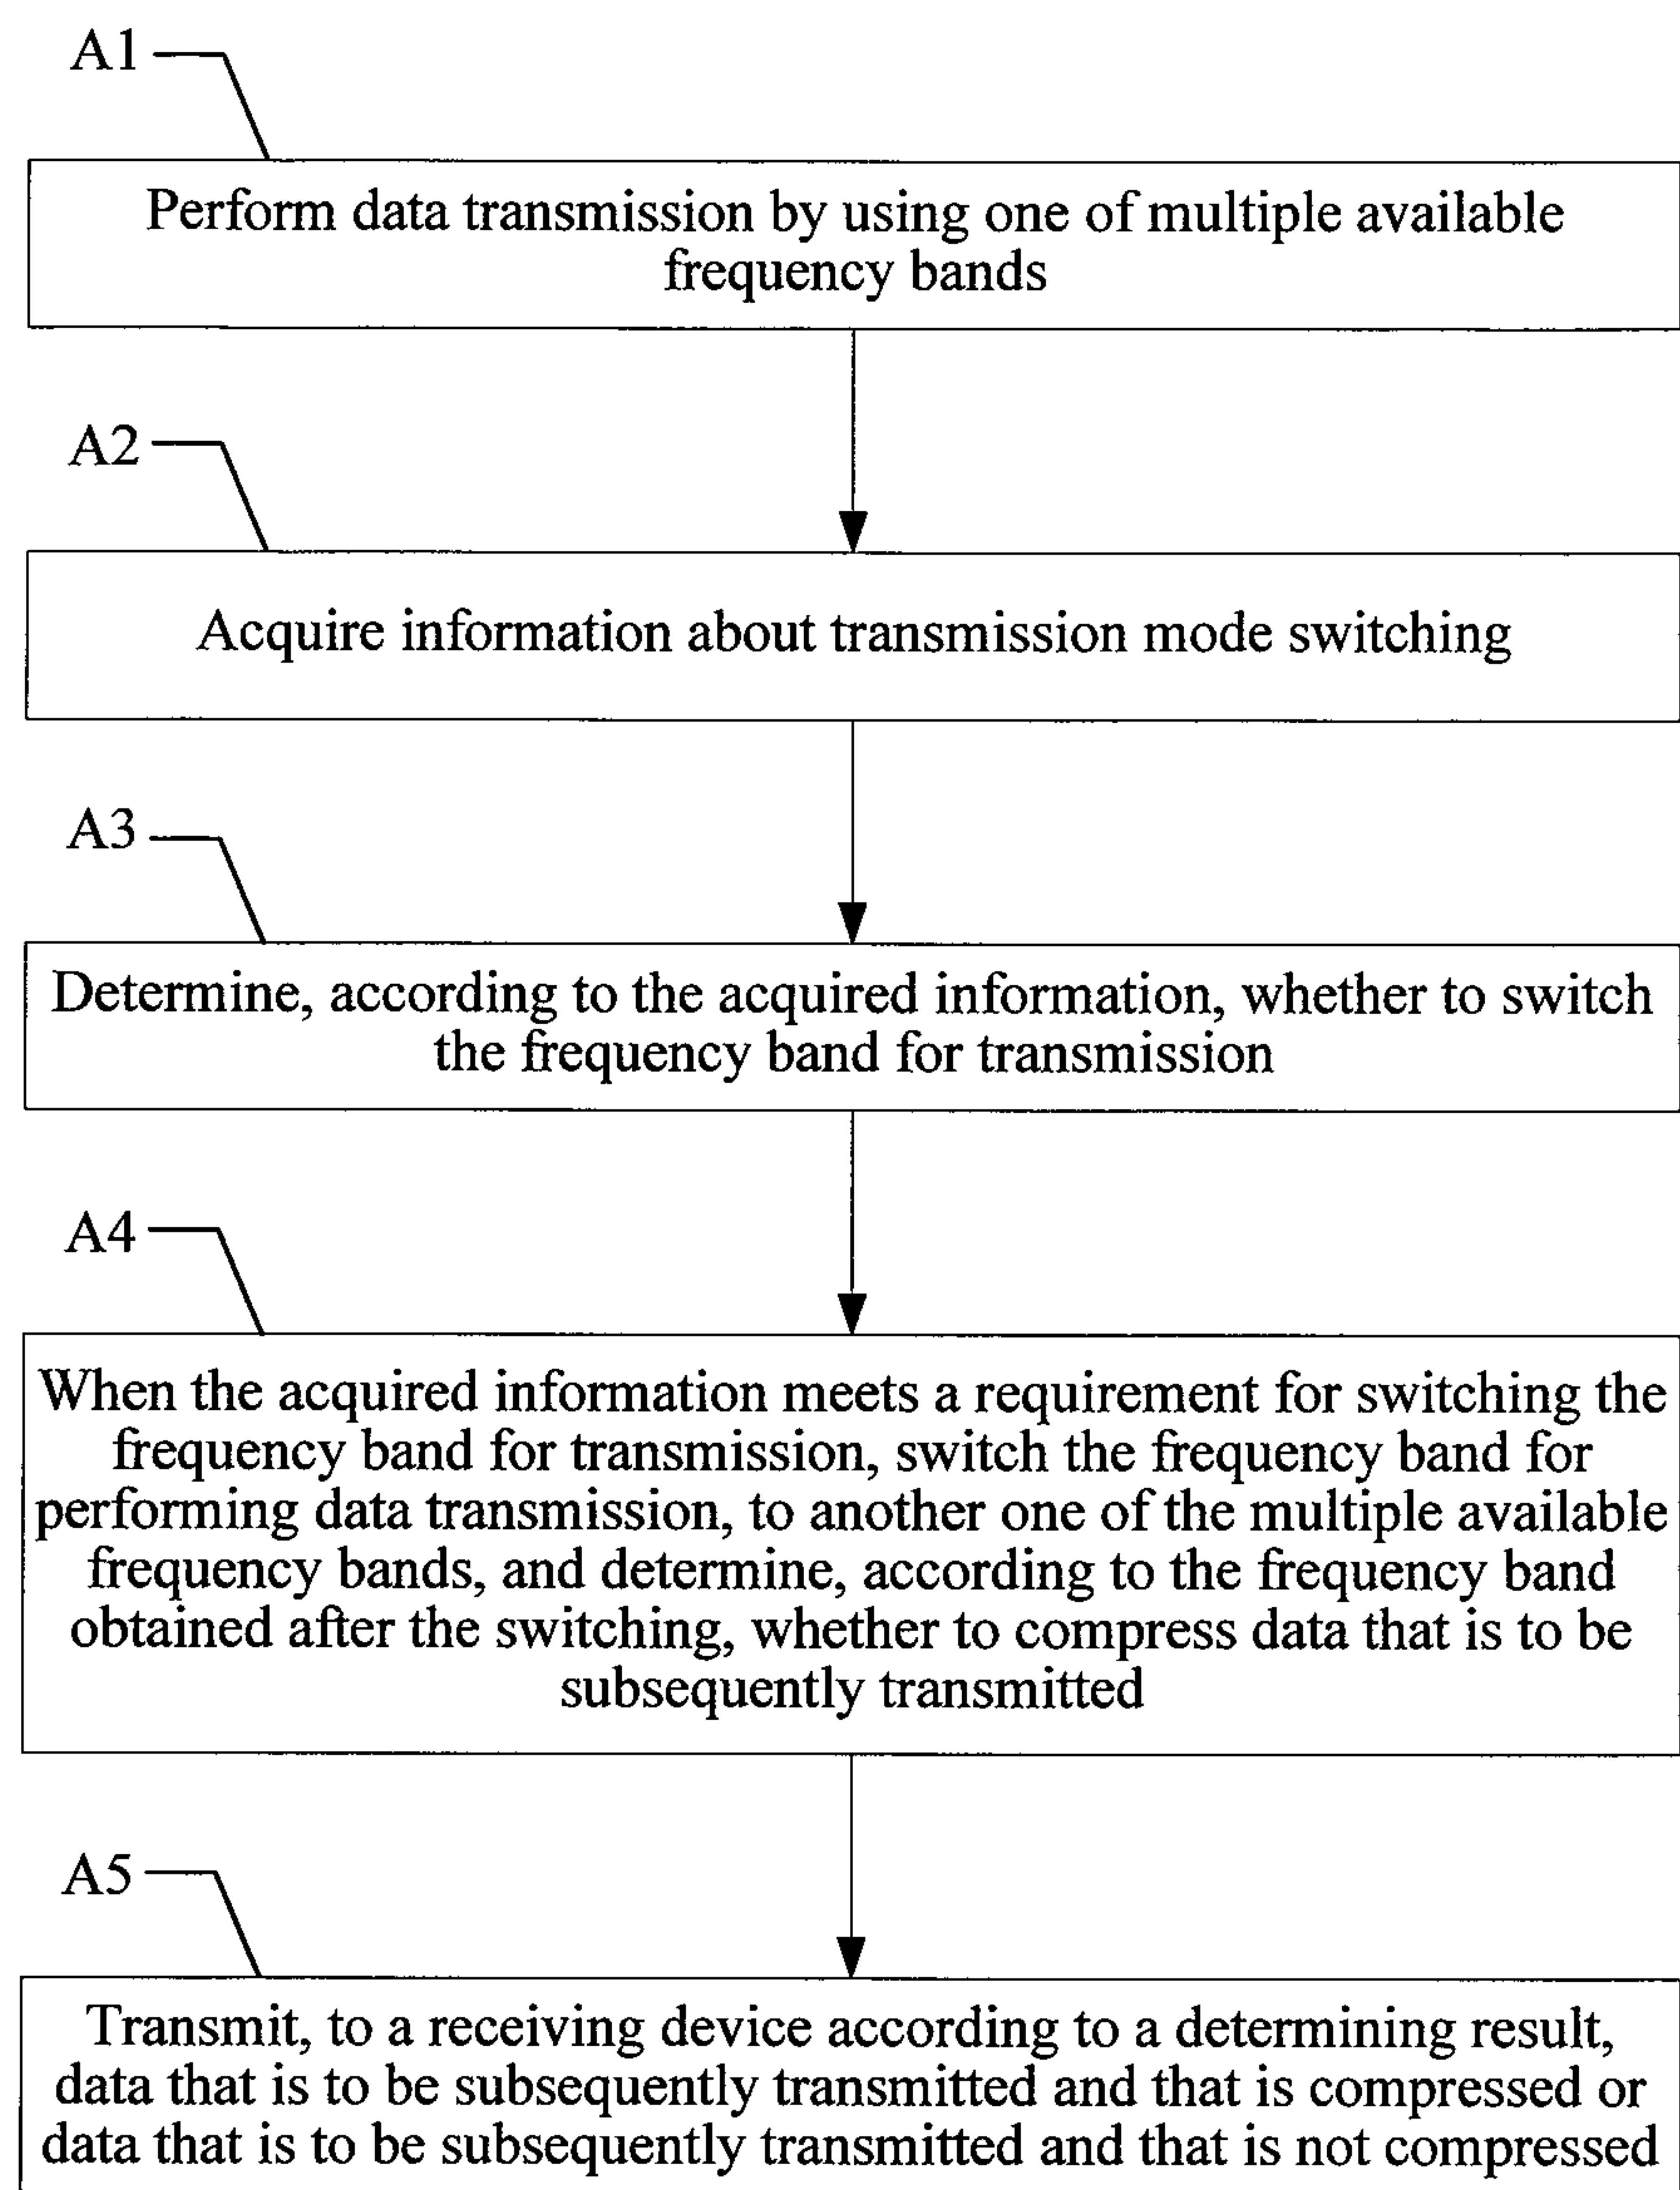 A1
Perform data transmission by using one of multiple available
frequency bands
A2
Acquire information about transmission mode switching
A3
Determine, according to the acquired information, whether to switch
the frequency band for transmission
A4
When the acquired information meets a requirement for switching the
frequency band for transmission, switch the frequency band for
performing data transmission, to another one of the multiple available
frequency bands, and determine, according to the frequency band
obtained after the switching, whether to compress data that is to be
subsequently transmitted
A5
Transmit, to a receiving device according to a determining result,
data that is to be subsequently transmitted and that is compressed or
data that is to be subsequently transmitted and that is not compressed